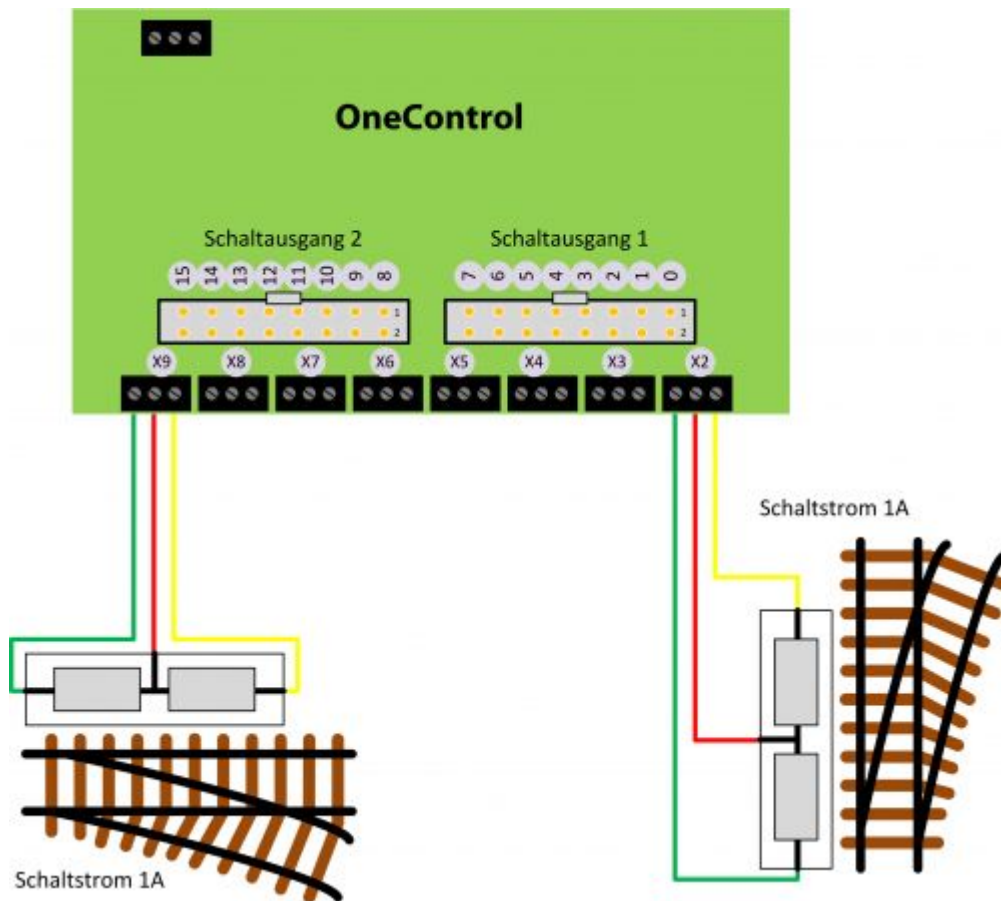 OneControl
Schaltausgang 2
Schaltausgang 1
15 14 13 12 11 10 9 8
7 6 5 4 3 2 1 0
1
2
1
2
X9 X8 X7 X6 X5 X4 X3 X2
Schaltstrom 1A
Schaltstrom 1A